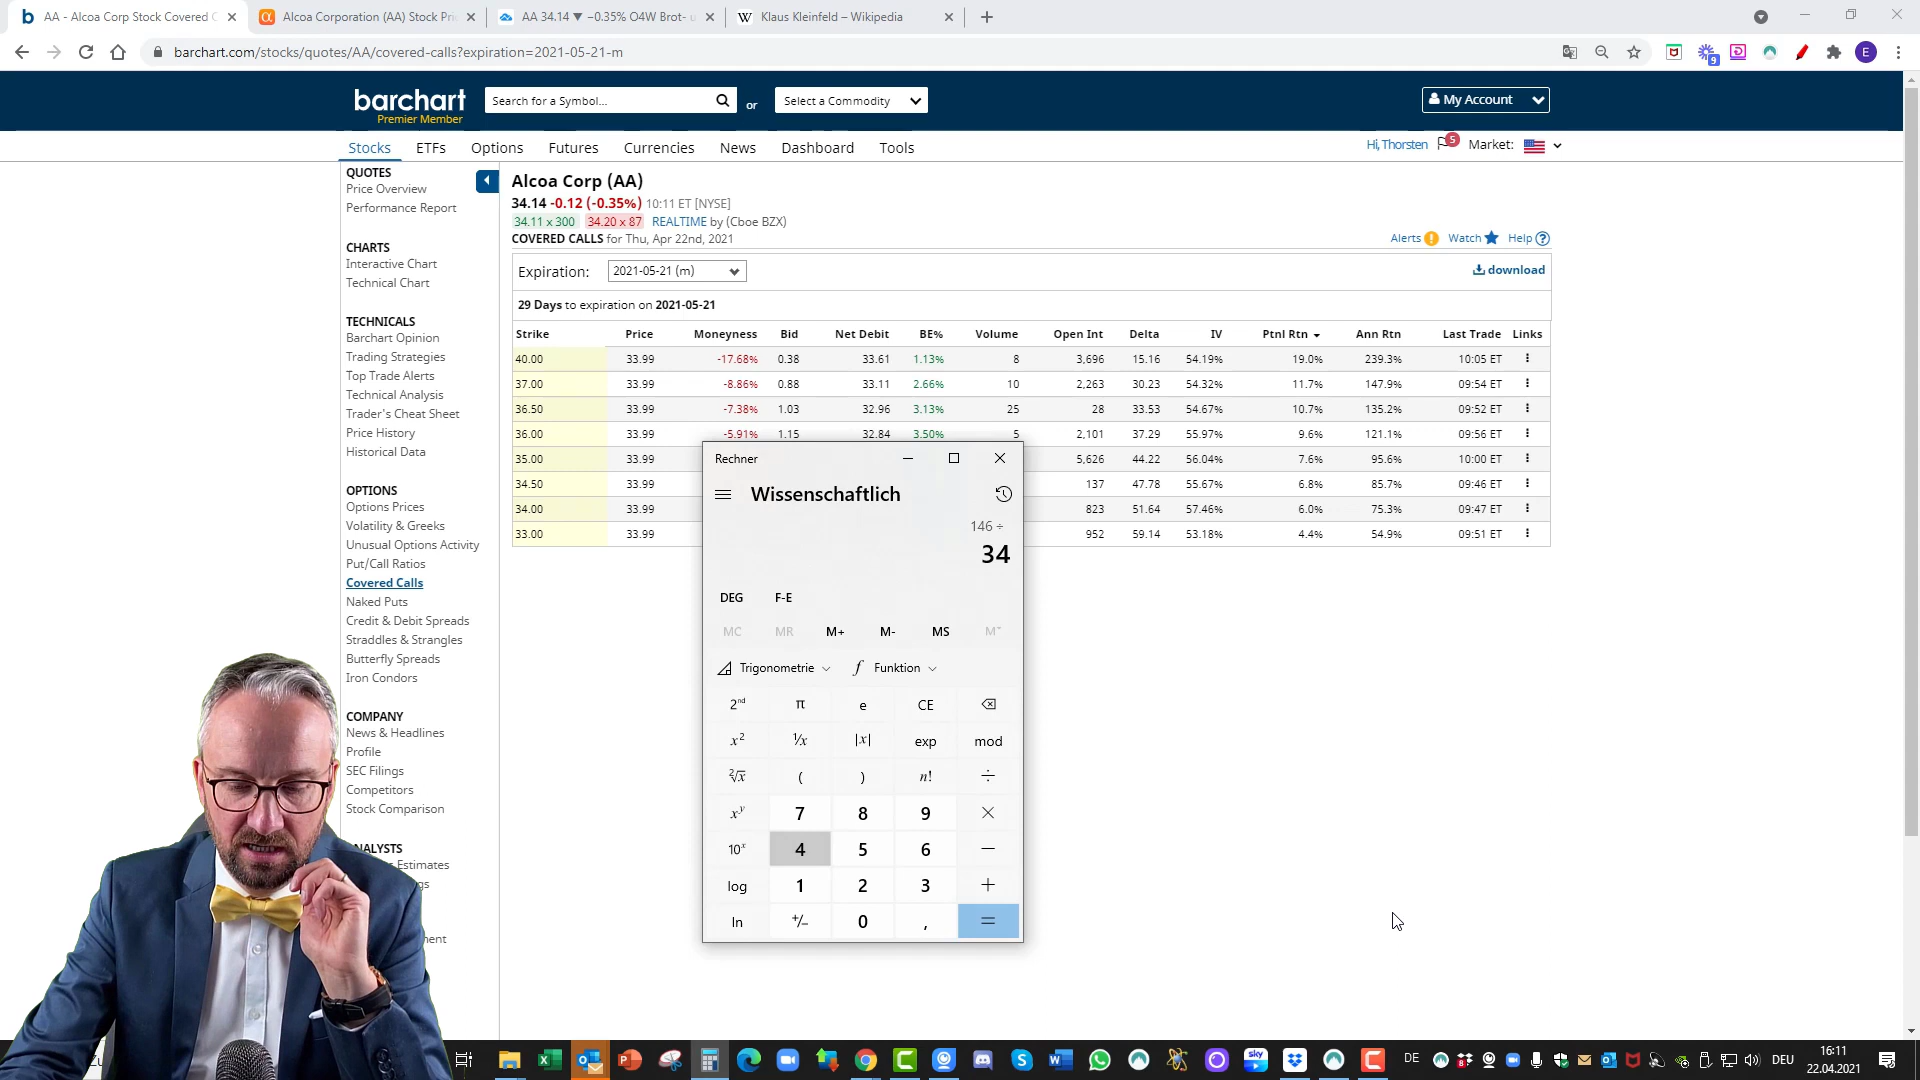 AA - Alcoa Corp Stock Covered C
Alcoa Corporation (AA) Stock Pri
AA 34.14 ▼ −0.35% O4W Brot- u
Klaus Kleinfeld – Wikipedia
barchart.com/stocks/quotes/AA/covered-calls?expiration=2021-05-21-m
9
E
barchart
Premier Member
Search for a Symbol...
or
Select a Commodity
My Account
Stocks
ETFs
Options
Futures
Currencies
News
Dashboard
Tools
Hi, Thorsten
5
Market:
QUOTES
Price Overview
Performance Report
CHARTS
Interactive Chart
Technical Chart
TECHNICALS
Barchart Opinion
Trading Strategies
Top Trade Alerts
Technical Analysis
Trader's Cheat Sheet
Price History
Historical Data
OPTIONS
Options Prices
Volatility & Greeks
Unusual Options Activity
Put/Call Ratios
Covered Calls
Naked Puts
Credit & Debit Spreads
Straddles & Strangles
Butterfly Spreads
Iron Condors
COMPANY
News & Headlines
Profile
SEC Filings
Competitors
Stock Comparison
NALYSTS
s Estimates
gs
ment
Alcoa Corp (AA)
34.14 -0.12 (-0.35%) 10:11 ET [NYSE]
34.11 x 300 34.20 x 87 REALTIME by (Cboe BZX)
COVERED CALLS for Thu, Apr 22nd, 2021
Alerts
Watch
Help
Expiration: 2021-05-21 (m)
download
29 Days to expiration on 2021-05-21
Strike Price Moneyness Bid Net Debit BE% Volume Open Int Delta IV Ptnl Rtn Ann Rtn Last Trade Links
40.00 33.99 -17.68% 0.38 33.61 1.13% 8 3,696 15.16 54.19% 19.0% 239.3% 10:05 ET
37.00 33.99 -8.86% 0.88 33.11 2.66% 10 2,263 30.23 54.32% 11.7% 147.9% 09:54 ET
36.50 33.99 -7.38% 1.03 32.96 3.13% 25 28 33.53 54.67% 10.7% 135.2% 09:52 ET
36.00 33.99 -5.91% 1.15 32.84 3.50% 5 2,101 37.29 55.97% 9.6% 121.1% 09:56 ET
35.00 33.99 5,626 44.22 56.04% 7.6% 95.6% 10:00 ET
34.50 33.99 137 47.78 55.67% 6.8% 85.7% 09:46 ET
34.00 33.99 823 51.64 57.46% 6.0% 75.3% 09:47 ET
33.00 33.99 952 59.14 53.18% 4.4% 54.9% 09:51 ET
Rechner
Wissenschaftlich
146 ÷
34
DEG F-E
MC MR M+ M- MS M˅
Trigonometrie
f Funktion
2nd π e CE
x² ⅟x |x| exp mod
²√x ( ) n! ÷
xʸ 7 8 9 ×
10ˣ 4 5 6 −
log 1 2 3 +
ln +/− 0 , =
DE
DEU
16:11
22.04.2021